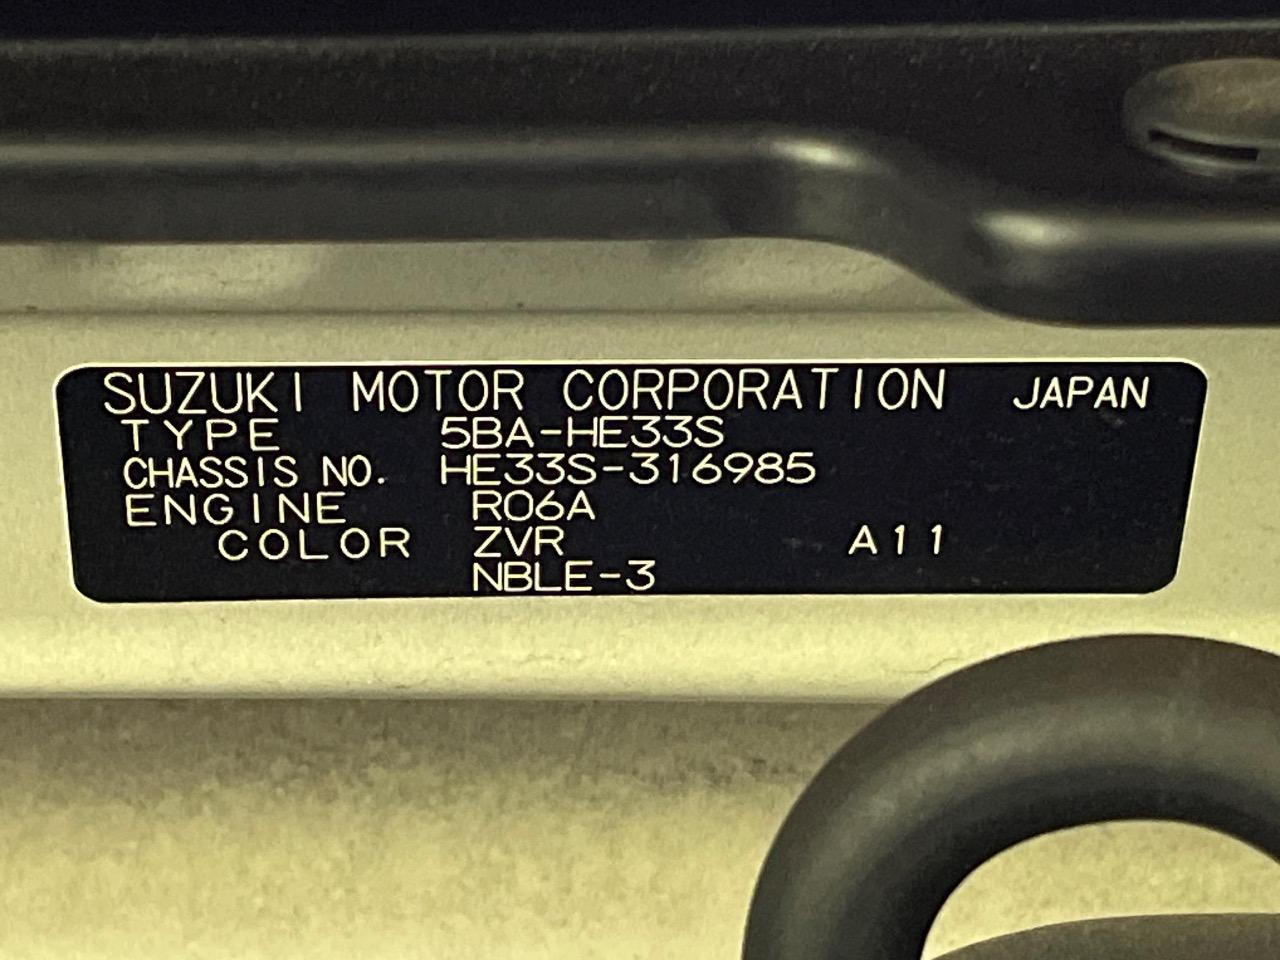 SUZUKI MOTOR CORPORATION JAPAN
TYPE 5BA-HE33S
CHASSIS NO. HE33S-316985
ENGINE R06A
COLOR ZVR A11
NBLE-3